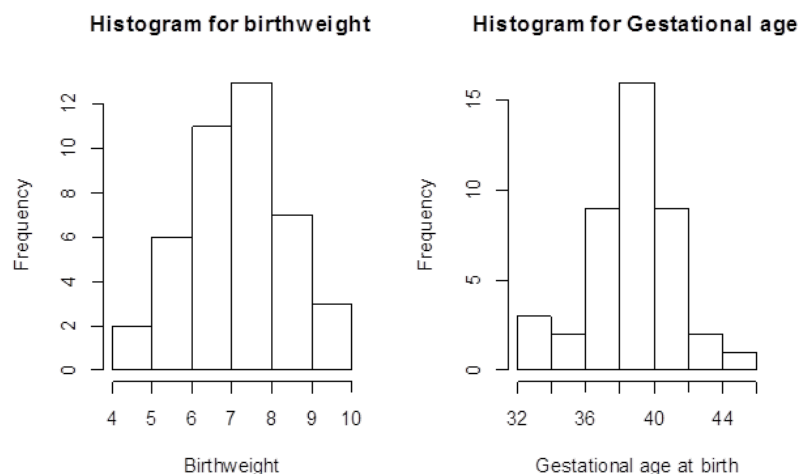 Histogram for birthweight
Frequency
0 2 4 6 8 10 12
4 5 6 7 8 9 10
Birthweight
Histogram for Gestational age
Frequency
0 5 10 15
32 36 40 44
Gestational age at birth